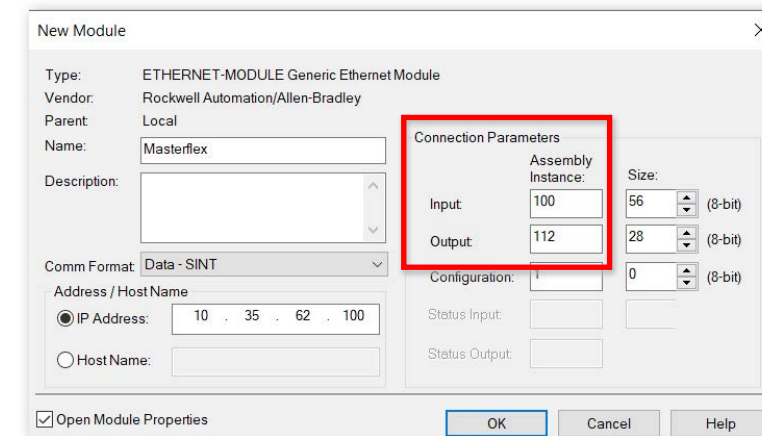 New Module
Type: ETHERNET-MODULE Generic Ethernet Module
Vendor: Rockwell Automation/Allen-Bradley
Parent: Local
Name: Masterflex
Description:
Comm Format: Data - SINT
Address / Host Name
IP Address: 10 . 35 . 62 . 100
Host Name:
Connection Parameters
Assembly
Instance: Size:
Input: 100 56 (8-bit)
Output: 112 28 (8-bit)
Configuration: 1 0 (8-bit)
Status Input:
Status Output:
Open Module Properties
OK Cancel Help